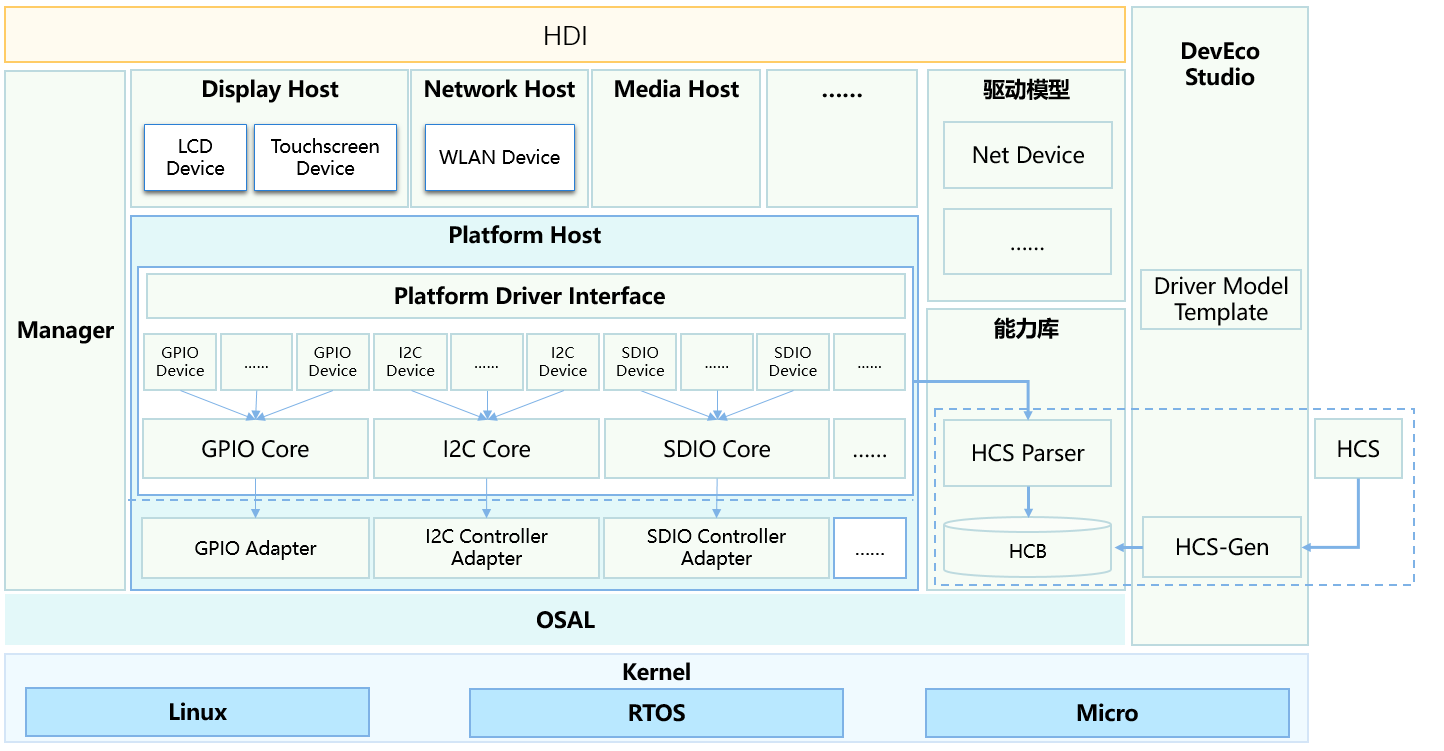 HDI
DevEco
Studio
Manager
Display Host
LCD
Device
Touchscreen
Device
Network Host
WLAN Device
Media Host
......
驱动模型
Net Device
......
Platform Host
Platform Driver Interface
GPIO
Device
......
GPIO
Device
I2C
Device
......
I2C
Device
SDIO
Device
......
SDIO
Device
......
GPIO Core
I2C Core
SDIO Core
......
GPIO Adapter
I2C Controller
Adapter
SDIO Controller
Adapter
......
能力库
HCS Parser
HCB
Driver Model
Template
HCS-Gen
HCS
OSAL
Kernel
Linux
RTOS
Micro